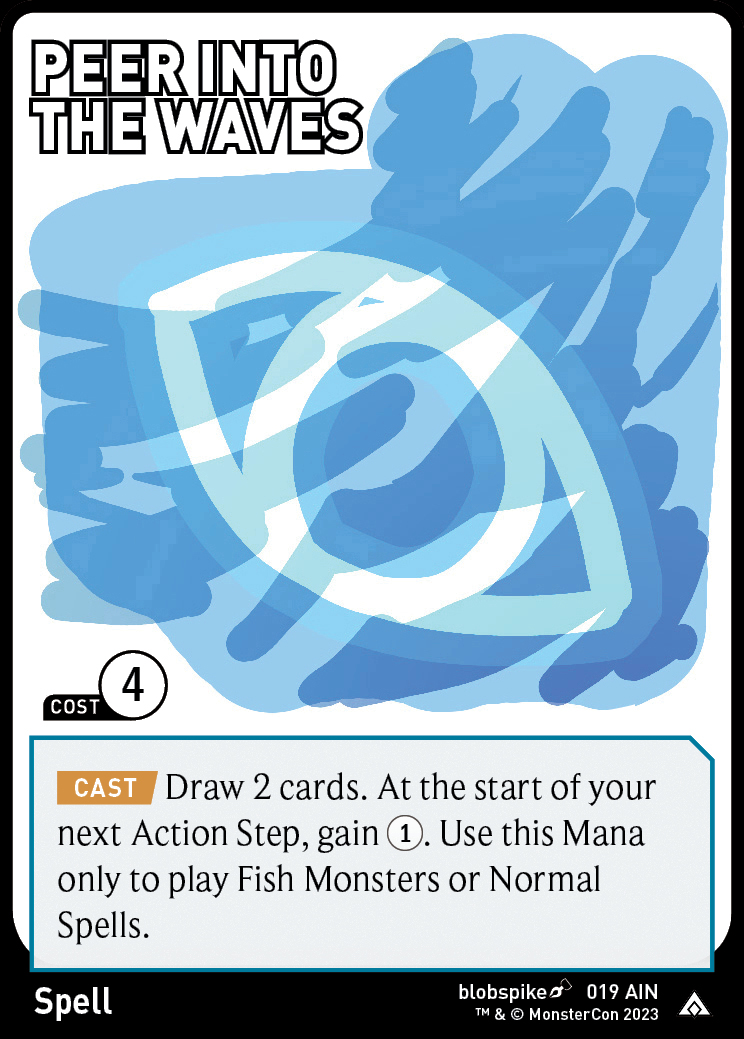 PEER INTO
THE WAVES
COST 4
CAST Draw 2 cards. At the start of your
next Action Step, gain 1. Use this Mana
only to play Fish Monsters or Normal
Spells.
Spell
blobspike 019 AIN
™ & © MonsterCon 2023